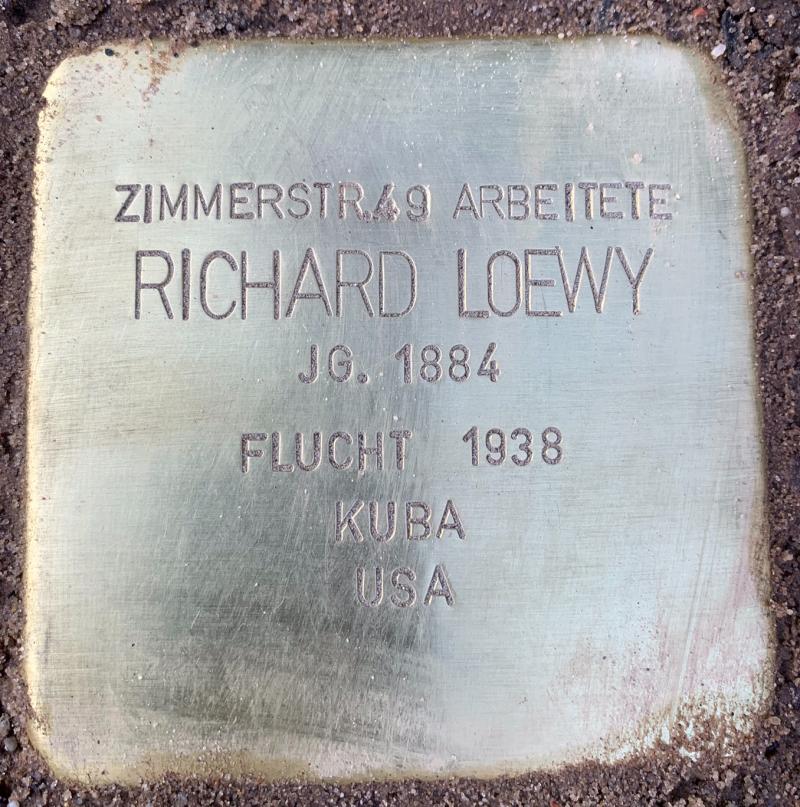 ZIMMERSTR.49 ARBEITETE
RICHARD LOEWY
JG. 1884
FLUCHT 1938
KUBA
USA